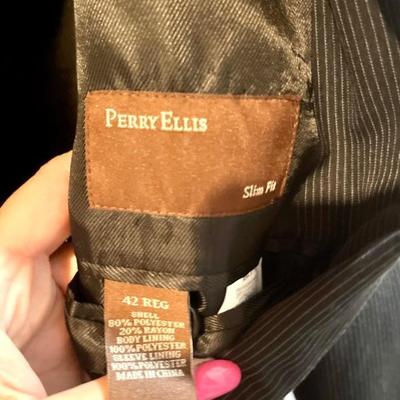 PERRY ELLIS
Slim Fit
42 REG
SHELL
80% POLYESTER
20% RAYON
BODY LINING
100% POLYESTER
SLEEVE LINING
100% POLYESTER
MADE IN CHINA